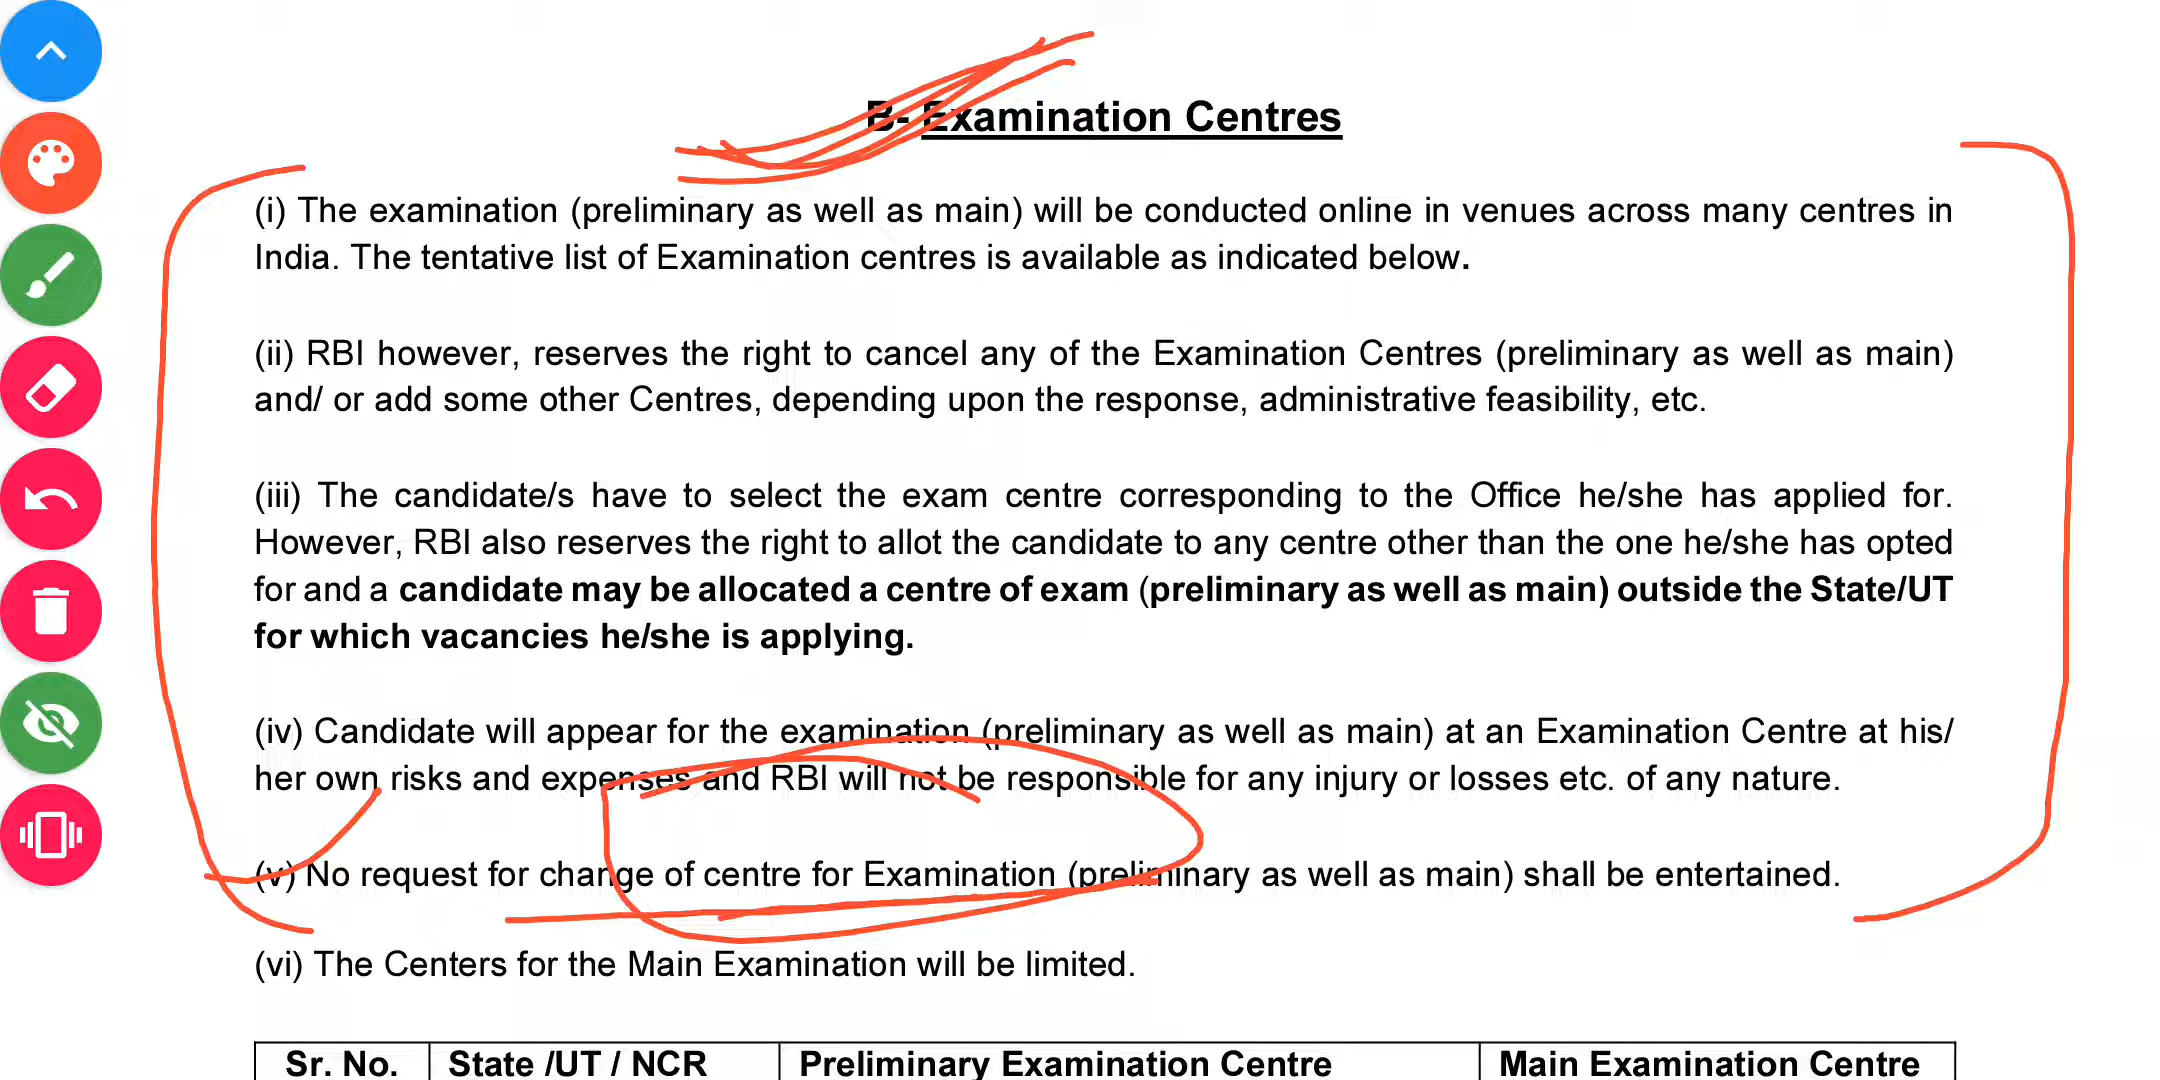 B- Examination Centres
(i) The examination (preliminary as well as main) will be conducted online in venues across many centres in
India. The tentative list of Examination centres is available as indicated below.
(ii) RBI however, reserves the right to cancel any of the Examination Centres (preliminary as well as main)
and/ or add some other Centres, depending upon the response, administrative feasibility, etc.
(iii) The candidate/s have to select the exam centre corresponding to the Office he/she has applied for.
However, RBI also reserves the right to allot the candidate to any centre other than the one he/she has opted
for and a candidate may be allocated a centre of exam (preliminary as well as main) outside the State/UT
for which vacancies he/she is applying.
(iv) Candidate will appear for the examination (preliminary as well as main) at an Examination Centre at his/
her own risks and expenses and RBI will not be responsible for any injury or losses etc. of any nature.
(v) No request for change of centre for Examination (preliminary as well as main) shall be entertained.
(vi) The Centers for the Main Examination will be limited.
Sr. No. State /UT / NCR Preliminary Examination Centre Main Examination Centre